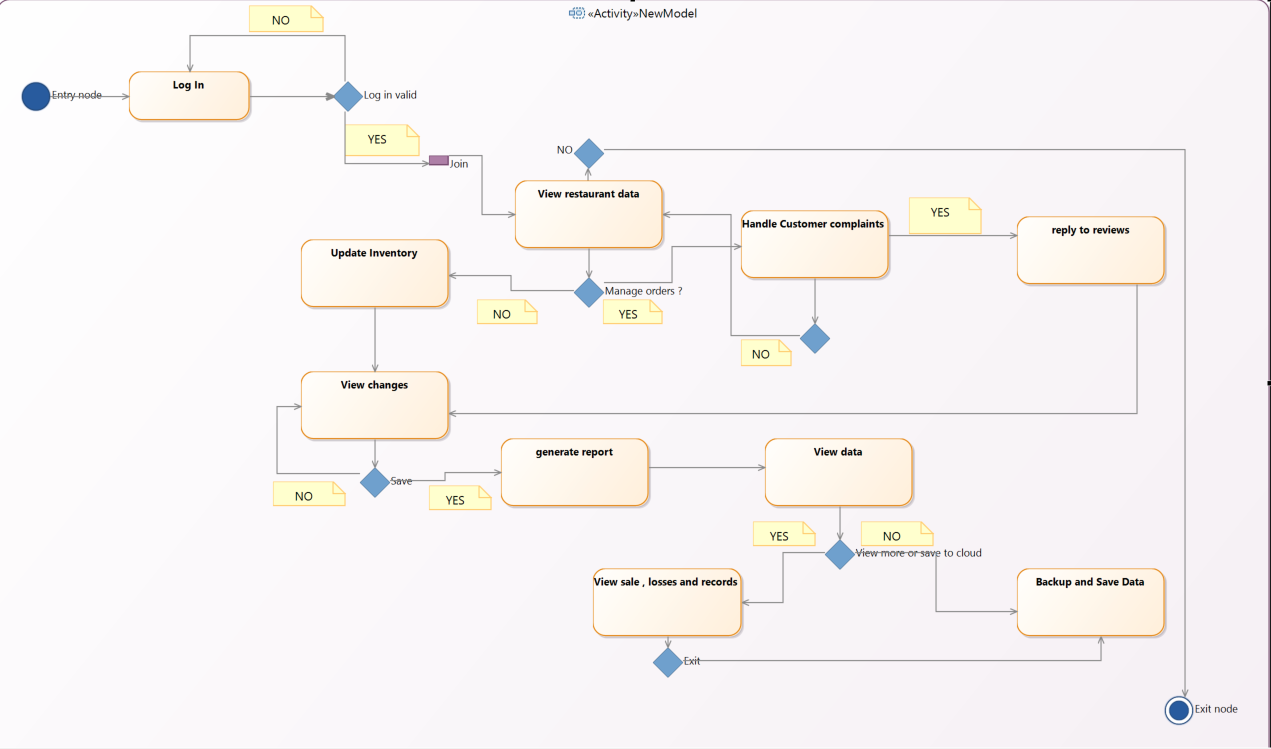 «Activity»NewModel
NO
Log In
Entry node
Log in valid
YES
Join
NO
View restaurant data
Handle Customer complaints
YES
reply to reviews
Update Inventory
Manage orders ?
NO
YES
NO
View changes
generate report
View data
Save
NO
YES
YES
NO
View more or save to cloud
View sale , losses and records
Backup and Save Data
Exit
Exit node